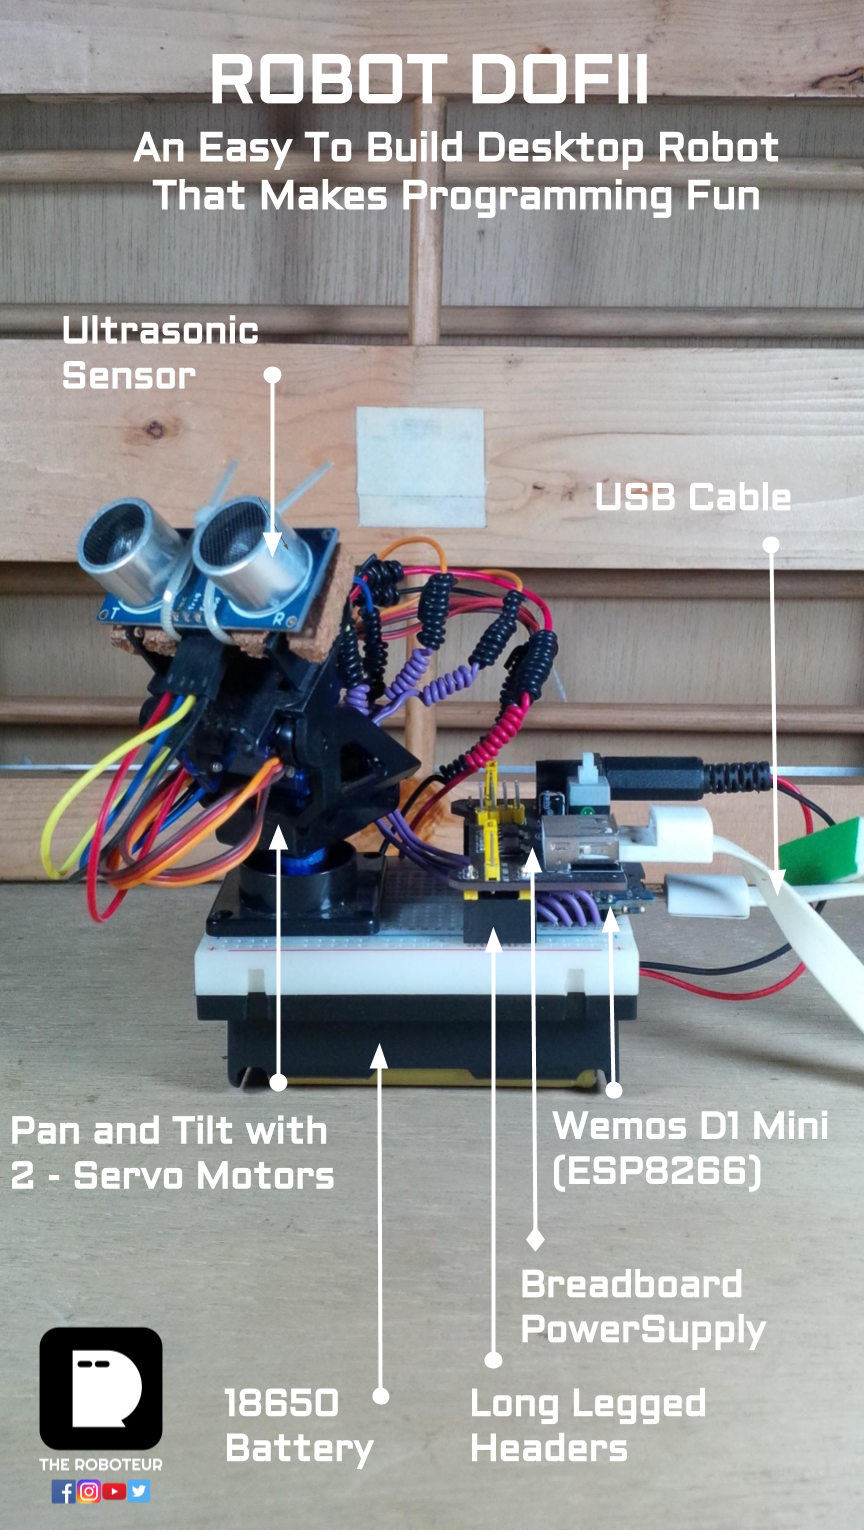 ROBOT DOFII
An Easy To Build Desktop Robot
That Makes Programming Fun
Ultrasonic
Sensor
USB Cable
T
R
Pan and Tilt with
2 - Servo Motors
Wemos D1 Mini
(ESP8266)
Breadboard
PowerSupply
18650
Battery
Long Legged
Headers
THE ROBOTEUR